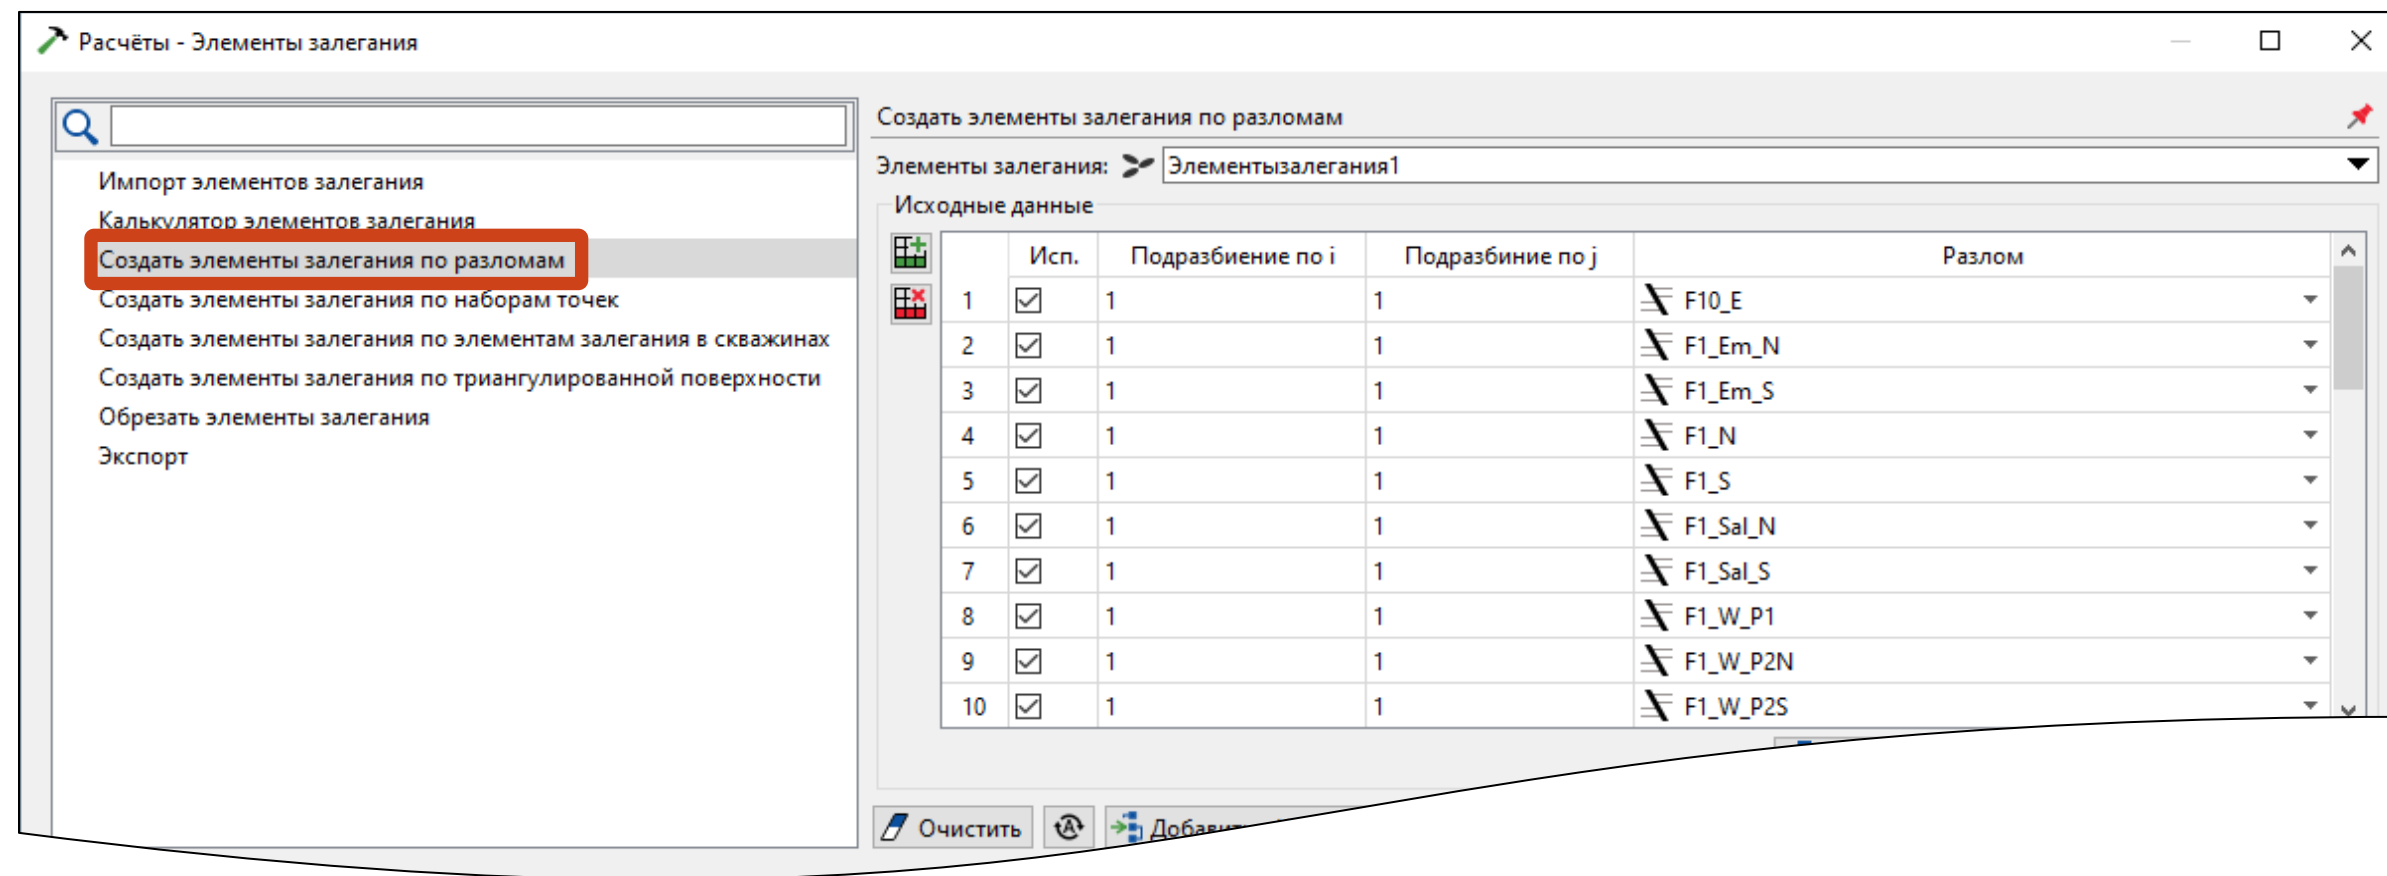 Расчёты - Элементы залегания
Импорт элементов залегания
Калькулятор элементов залегания
Создать элементы залегания по разломам
Создать элементы залегания по наборам точек
Создать элементы залегания по элементам залегания в скважинах
Создать элементы залегания по триангулированной поверхности
Обрезать элементы залегания
Экспорт
Создать элементы залегания по разломам
Элементы залегания: Элементызалегания1
Исходные данные
Исп. Подразбиение по i Подразбиние по j Разлом
1 1 1 F10_E
2 1 1 F1_Em_N
3 1 1 F1_Em_S
4 1 1 F1_N
5 1 1 F1_S
6 1 1 F1_Sal_N
7 1 1 F1_Sal_S
8 1 1 F1_W_P1
9 1 1 F1_W_P2N
10 1 1 F1_W_P2S
Очистить